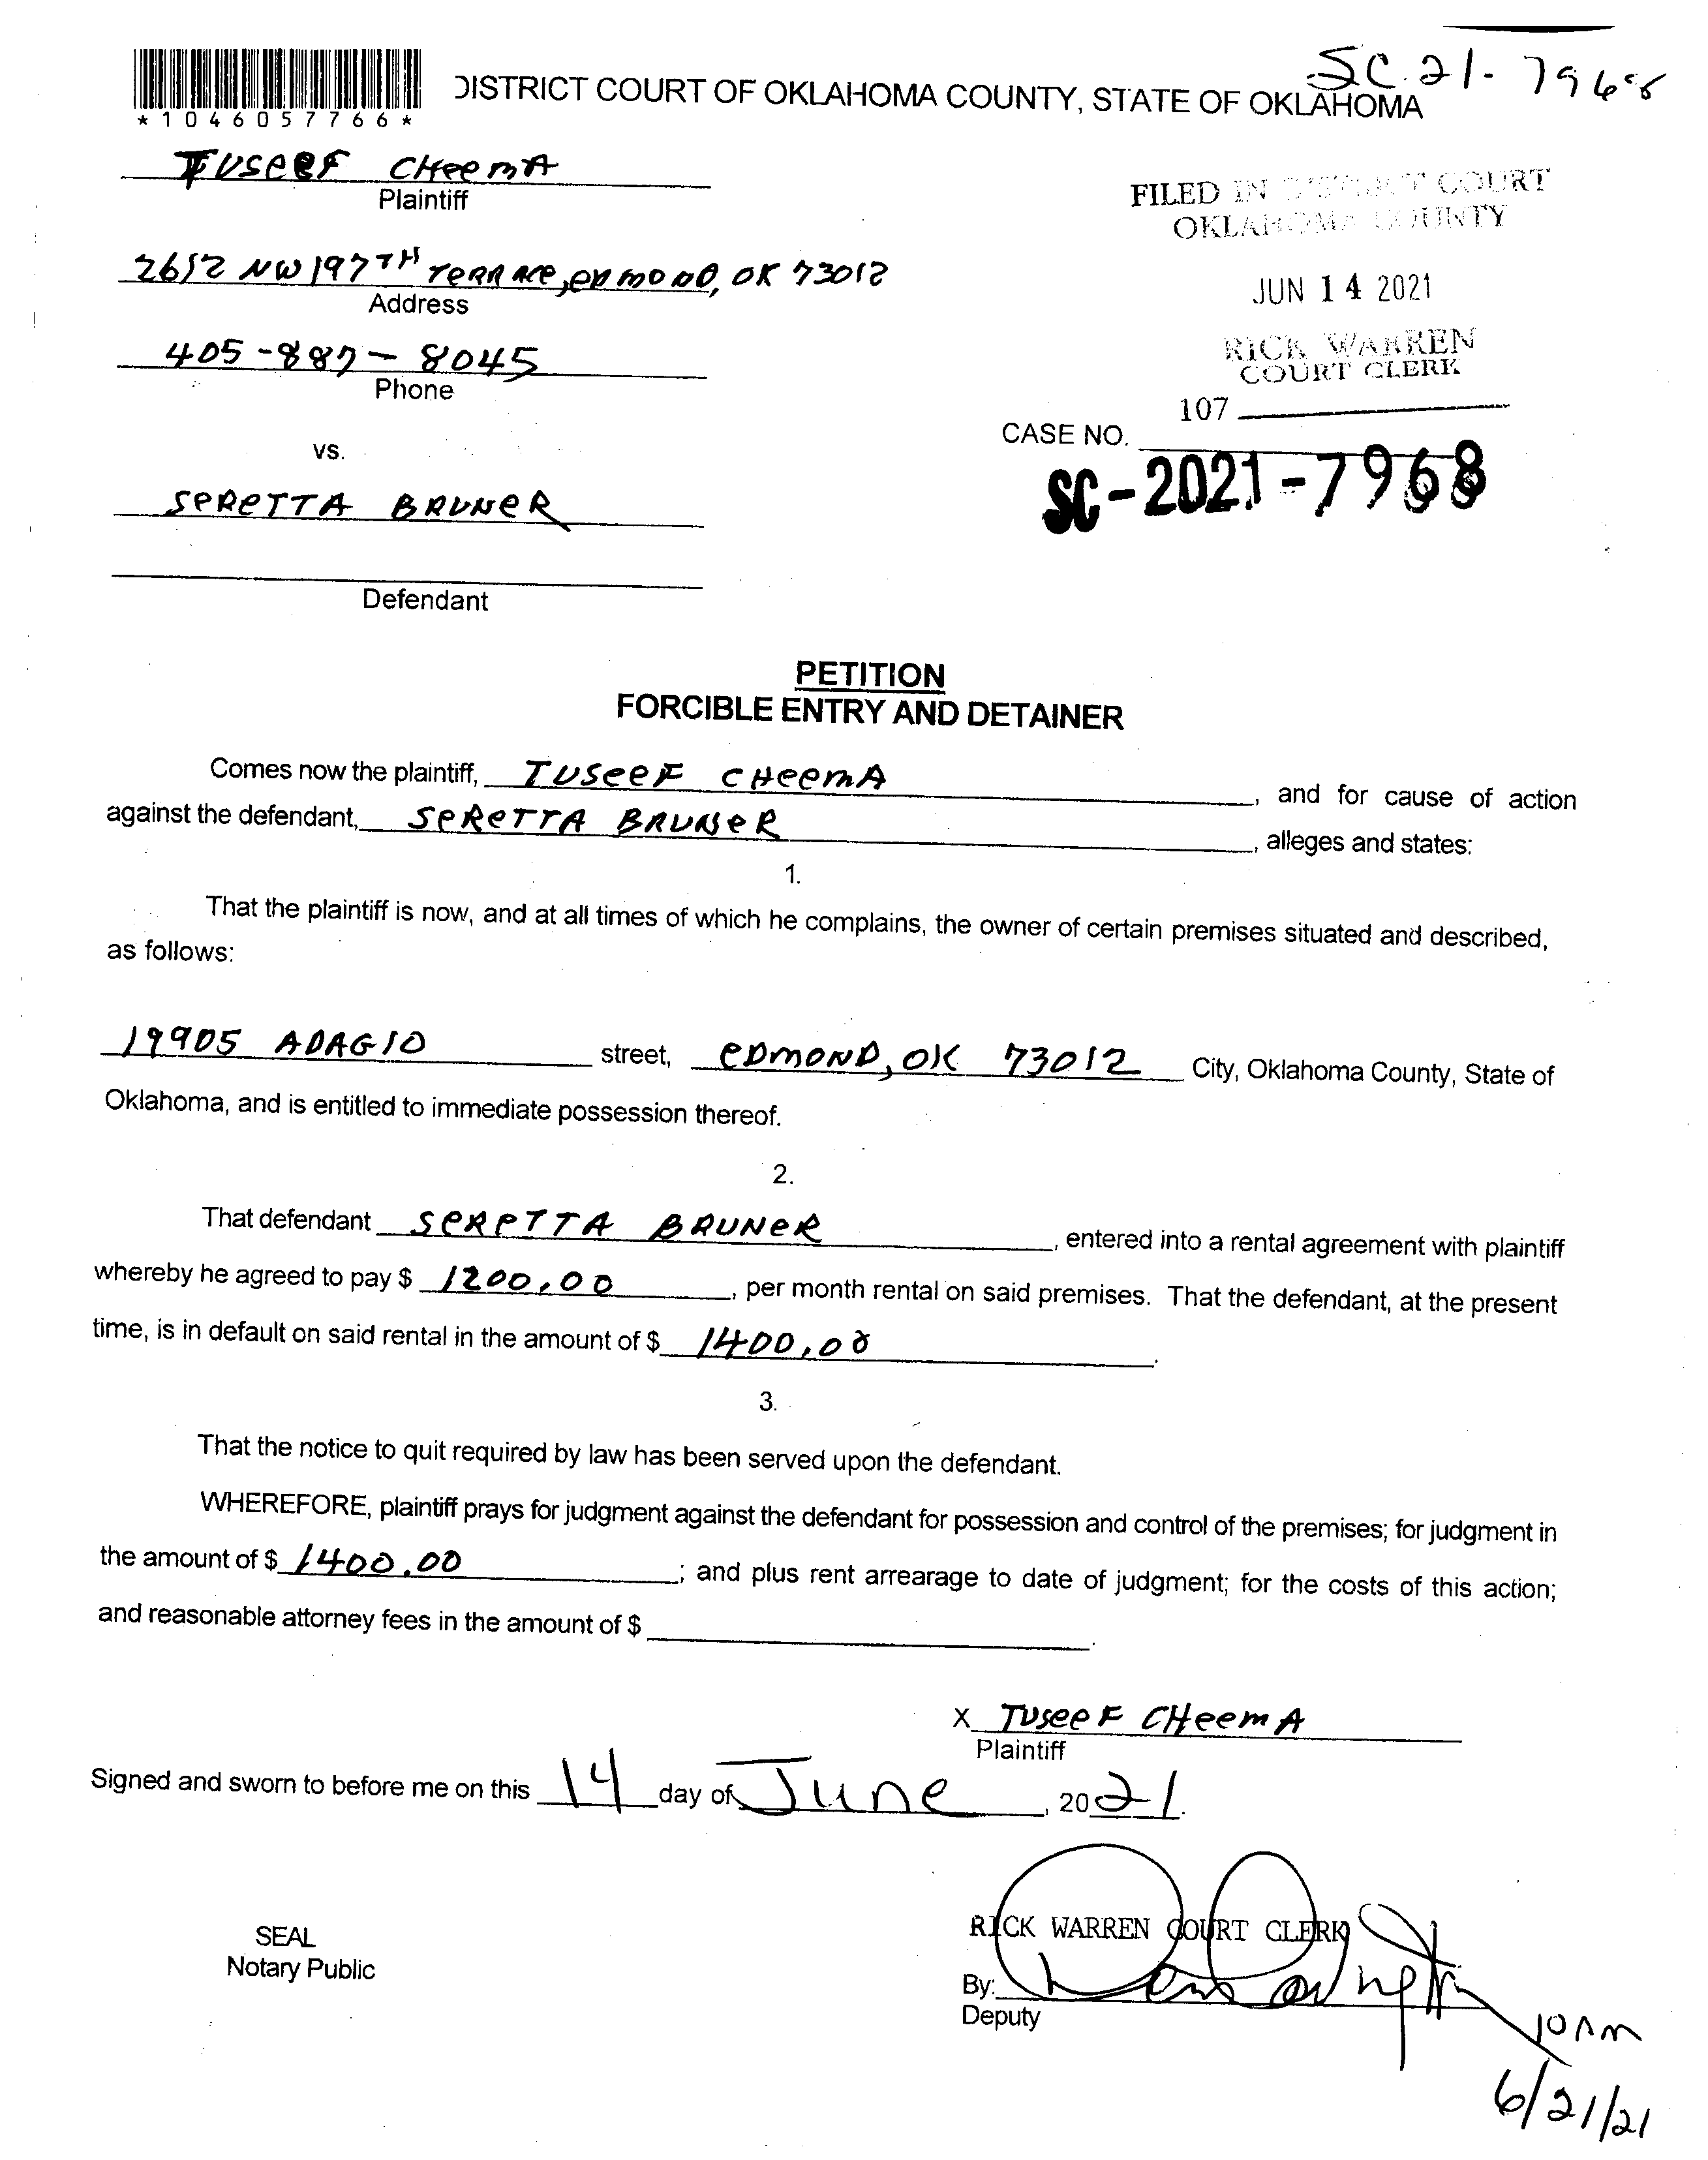 SC 21-7968
DISTRICT COURT OF OKLAHOMA COUNTY, STATE OF OKLAHOMA
*1046057766*
TUSEEF CHEEMA
Plaintiff
FILED IN DISTRICT COURT
OKLAHOMA COUNTY
2612 NW 197TH TERRACE, EDMOND, OK 73012
Address
JUN 14 2021
405-887-8045
Phone
RICK WARREN
COURT CLERK
107
CASE NO.
vs.
SC-2021-7968
SERETTA BRUNER
Defendant
PETITION
FORCIBLE ENTRY AND DETAINER
Comes now the plaintiff, TUSEEF CHEEMA, and for cause of action
against the defendant, SERETTA BRUNER, alleges and states:
1.
That the plaintiff is now, and at all times of which he complains, the owner of certain premises situated and described,
as follows:
19905 ADAGIO street, EDMOND, OK 73012 City, Oklahoma County, State of
Oklahoma, and is entitled to immediate possession thereof.
2.
That defendant SERETTA BRUNER, entered into a rental agreement with plaintiff
whereby he agreed to pay $ 1200.00, per month rental on said premises. That the defendant, at the present
time, is in default on said rental in the amount of $ 1400.00.
3.
That the notice to quit required by law has been served upon the defendant.
WHEREFORE, plaintiff prays for judgment against the defendant for possession and control of the premises; for judgment in
the amount of $ 1400.00; and plus rent arrearage to date of judgment; for the costs of this action;
and reasonable attorney fees in the amount of $
X TUSEEF CHEEMA
Plaintiff
Signed and sworn to before me on this 14 day of June, 2021.
SEAL
Notary Public
RICK WARREN COURT CLERK
By:
Deputy
10 AM
6/21/21